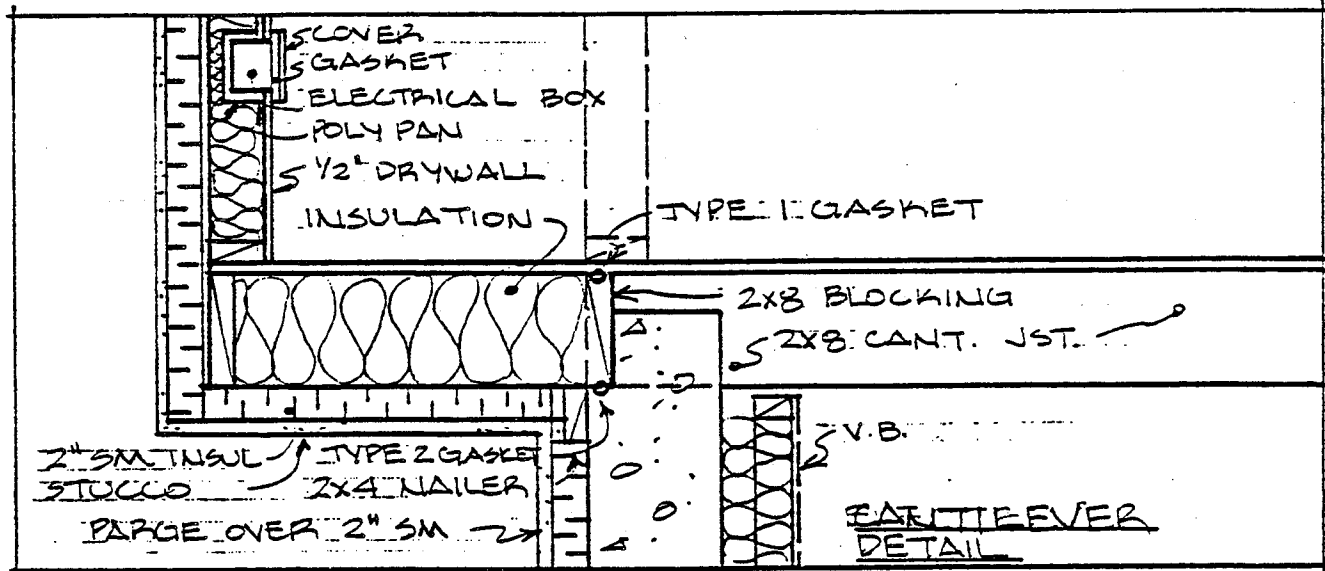 COVER
GASKET
ELECTRICAL BOX
POLY PAN
1/2" DRYWALL
INSULATION
TYPE 1 GASKET
2X8 BLOCKING
2X8 CANT. JST.
V.B.
2" SM INSUL
TYPE 2 GASKET
STUCCO
2X4 NAILER
PARGE OVER 2" SM
CANTILEVER
DETAIL